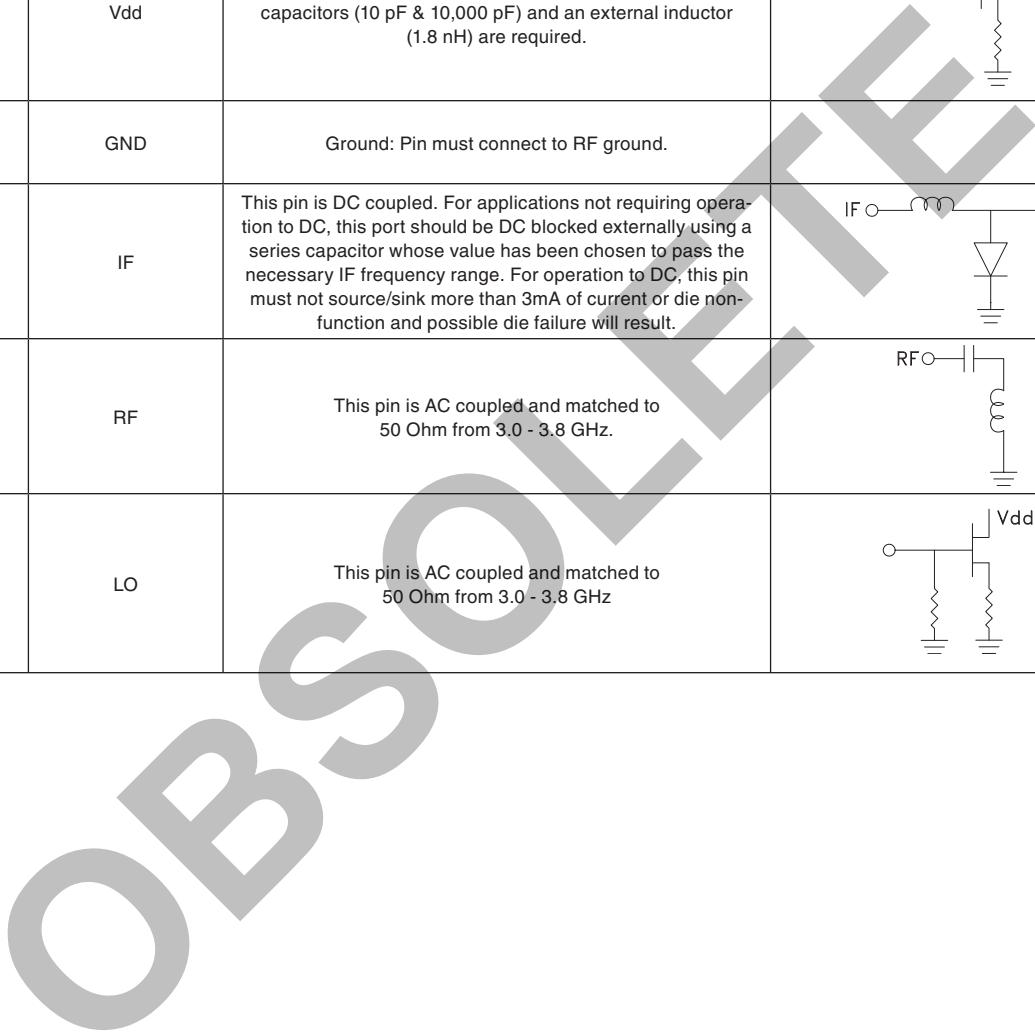 Vdd
capacitors (10 pF & 10,000 pF) and an external inductor
(1.8 nH) are required.
GND
Ground: Pin must connect to RF ground.
IF
This pin is DC coupled. For applications not requiring opera-
tion to DC, this port should be DC blocked externally using a
series capacitor whose value has been chosen to pass the
necessary IF frequency range. For operation to DC, this pin
must not source/sink more than 3mA of current or die non-
function and possible die failure will result.
IF
RF
This pin is AC coupled and matched to
50 Ohm from 3.0 - 3.8 GHz.
RF
LO
This pin is AC coupled and matched to
50 Ohm from 3.0 - 3.8 GHz
Vdd
OBSOLETE